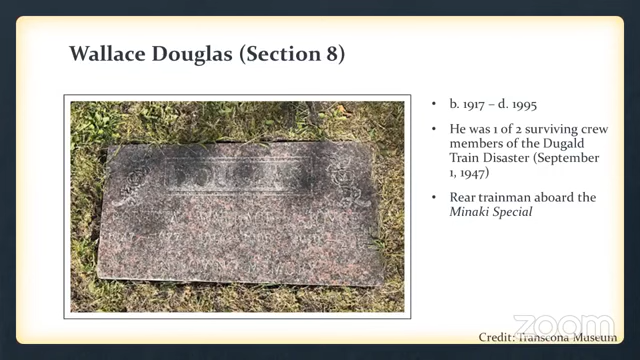 Wallace Douglas (Section 8)
DOUGLAS
• b. 1917 – d. 1995
• He was 1 of 2 surviving crew
members of the Dugald
Train Disaster (September
1, 1947)
• Rear trainman aboard the
Minaki Special
zoom
Credit: Transcona Museum